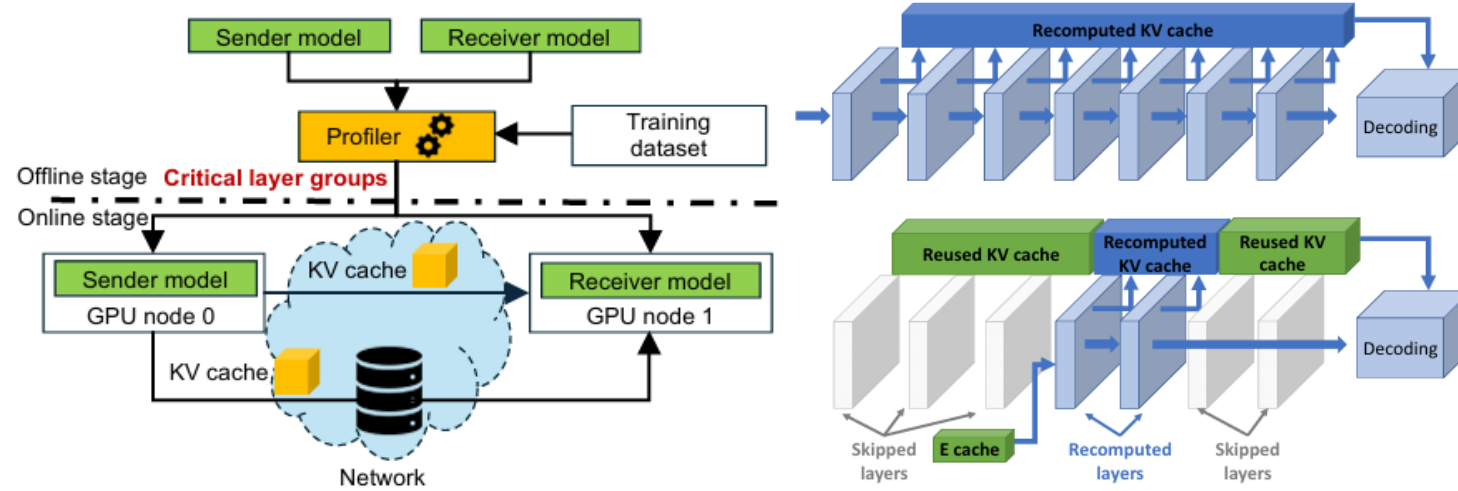 Sender model
Receiver model
Profiler
Training
dataset
Offline stage
Critical layer groups
Online stage
Sender model
GPU node 0
KV cache
Receiver model
GPU node 1
KV cache
Network
Recomputed KV cache
Decoding
Reused KV cache
Recomputed
KV cache
Reused KV
cache
Decoding
Skipped
layers
E cache
Recomputed
layers
Skipped
layers